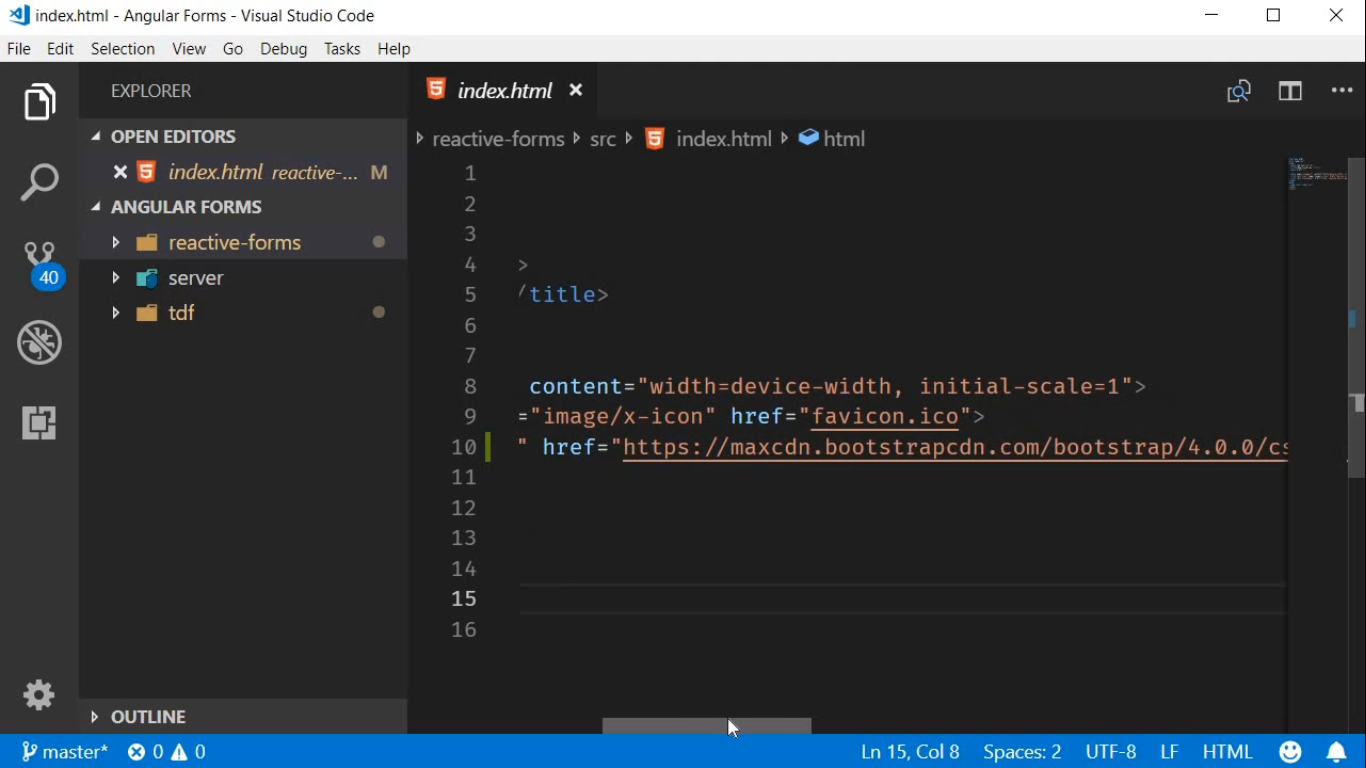 index.html - Angular Forms - Visual Studio Code
File Edit Selection View Go Debug Tasks Help
EXPLORER
OPEN EDITORS
index.html reactive-... M
ANGULAR FORMS
reactive-forms
server
tdf
40
OUTLINE
index.html
reactive-forms src index.html html
1
2
3
4 >
5 /title>
6
7
8 content="width=device-width, initial-scale=1">
9 ="image/x-icon" href="favicon.ico">
10 " href="https://maxcdn.bootstrapcdn.com/bootstrap/4.0.0/cs
11
12
13
14
15
16
master* 0 0 Ln 15, Col 8 Spaces: 2 UTF-8 LF HTML